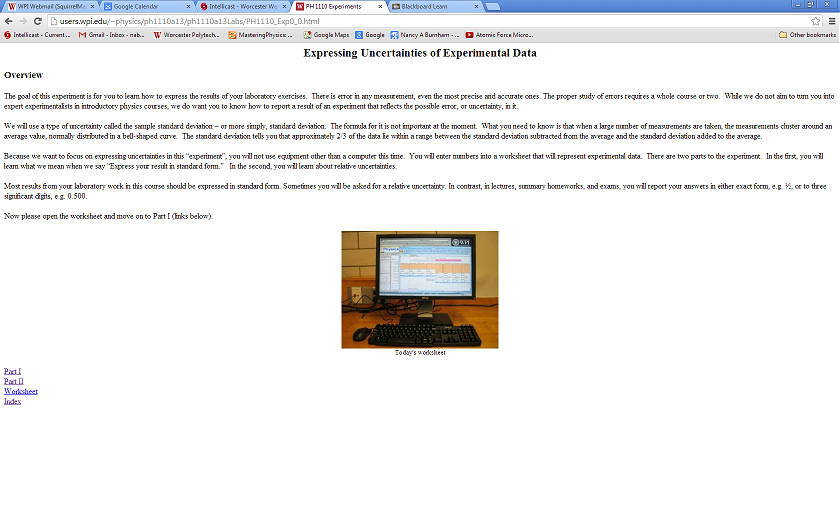 WPI Webmail (SquirrelMa
Google Calendar
Intellicast - Worcester We
PH1110 Experiments
Blackboard Learn
users.wpi.edu/~physics/ph1110a13/ph1110a13Labs/PH1110_Exp0_0.html
Intellicast - Current ...
Gmail - Inbox - nab...
Worcester Polytech...
MasteringPhysics: ...
Google Maps
Google
Nancy A Burnham - ...
Atomic Force Micro...
Other bookmarks
Expressing Uncertainties of Experimental Data
Overview
The goal of this experiment is for you to learn how to express the results of your laboratory exercises. There is error in any measurement, even the most precise and accurate ones. The proper study of errors requires a whole course or two. While we do not aim to turn you into
expert experimentalists in introductory physics courses, we do want you to know how to report a result of an experiment that reflects the possible error, or uncertainty, in it.
We will use a type of uncertainty called the sample standard deviation – or more simply, standard deviation. The formula for it is not important at the moment. What you need to know is that when a large number of measurements are taken, the measurements cluster around an
average value, normally distributed in a bell-shaped curve. The standard deviation tells you that approximately 2/3 of the data lie within a range between the standard deviation subtracted from the average and the standard deviation added to the average.
Because we want to focus on expressing uncertainties in this "experiment", you will not use equipment other than a computer this time. You will enter numbers into a worksheet that will represent experimental data. There are two parts to the experiment. In the first, you will
learn what we mean when we say "Express your result in standard form." In the second, you will learn about relative uncertainties.
Most results from your laboratory work in this course should be expressed in standard form. Sometimes you will be asked for a relative uncertainty. In contrast, in lectures, summary homeworks, and exams, you will report your answers in either exact form, e.g. ½, or to three
significant digits, e.g. 0.500.
Now please open the worksheet and move on to Part I (links below).
WPI
Physics
Today's worksheet
Part I
Part II
Worksheet
Index